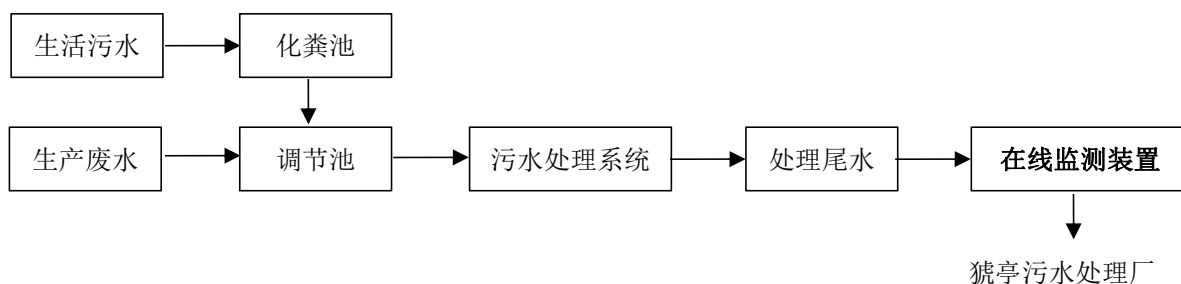 生活污水
化粪池
生产废水
调节池
污水处理系统
处理尾水
在线监测装置
猇亭污水处理厂